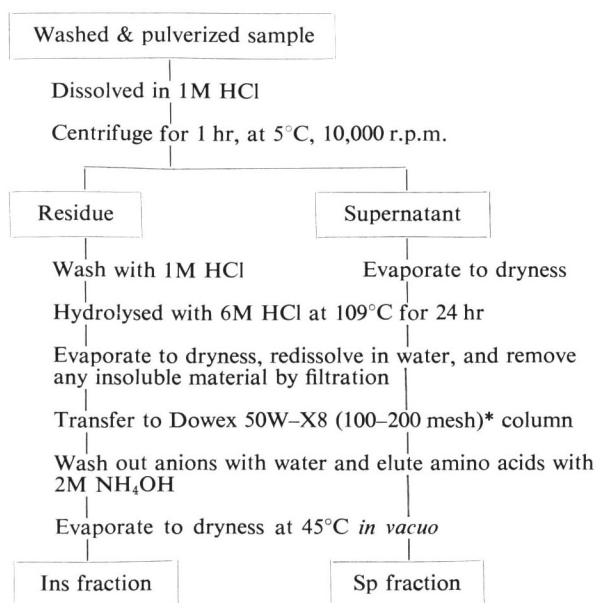 Washed & pulverized sample
Dissolved in 1M HCl
Centrifuge for 1 hr, at 5°C, 10,000 r.p.m.
Residue
Supernatant
Wash with 1M HCl
Evaporate to dryness
Hydrolysed with 6M HCl at 109°C for 24 hr
Evaporate to dryness, redissolve in water, and remove
any insoluble material by filtration
Transfer to Dowex 50W–X8 (100–200 mesh)* column
Wash out anions with water and elute amino acids with
2M NH₄OH
Evaporate to dryness at 45°C in vacuo
Ins fraction
Sp fraction